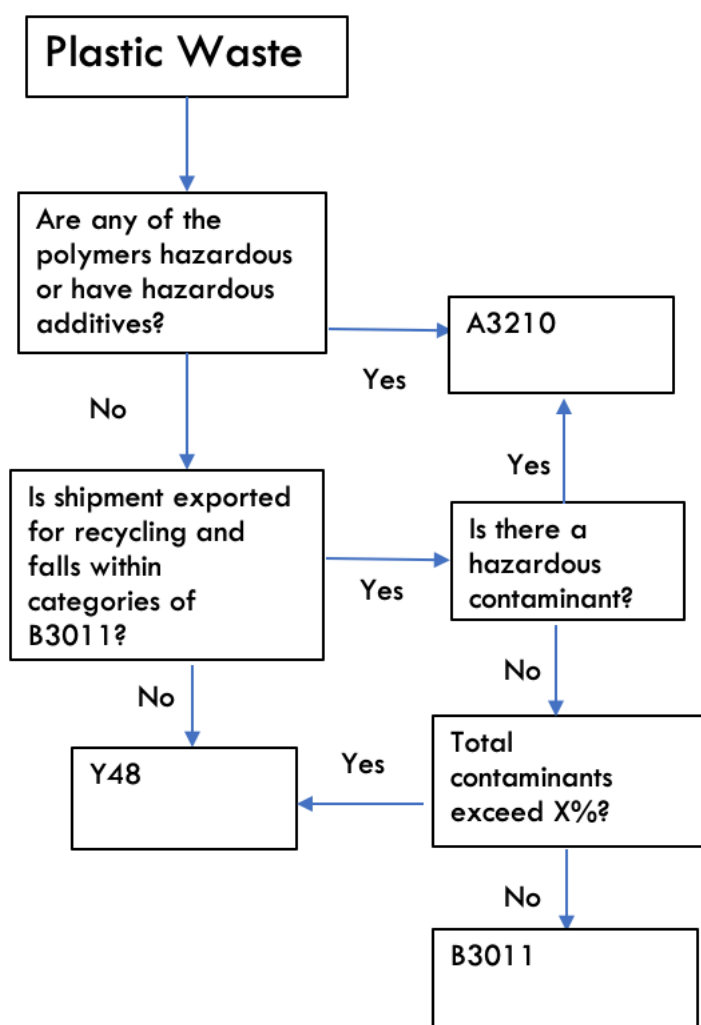 Plastic Waste
Are any of the
polymers hazardous
or have hazardous
additives?
A3210
Yes
No
Yes
Is shipment exported
for recycling and
falls within
categories of
B3011?
Is there a
hazardous
contaminant?
Yes
No
No
Total
contaminants
exceed X%?
Yes
Y48
No
B3011